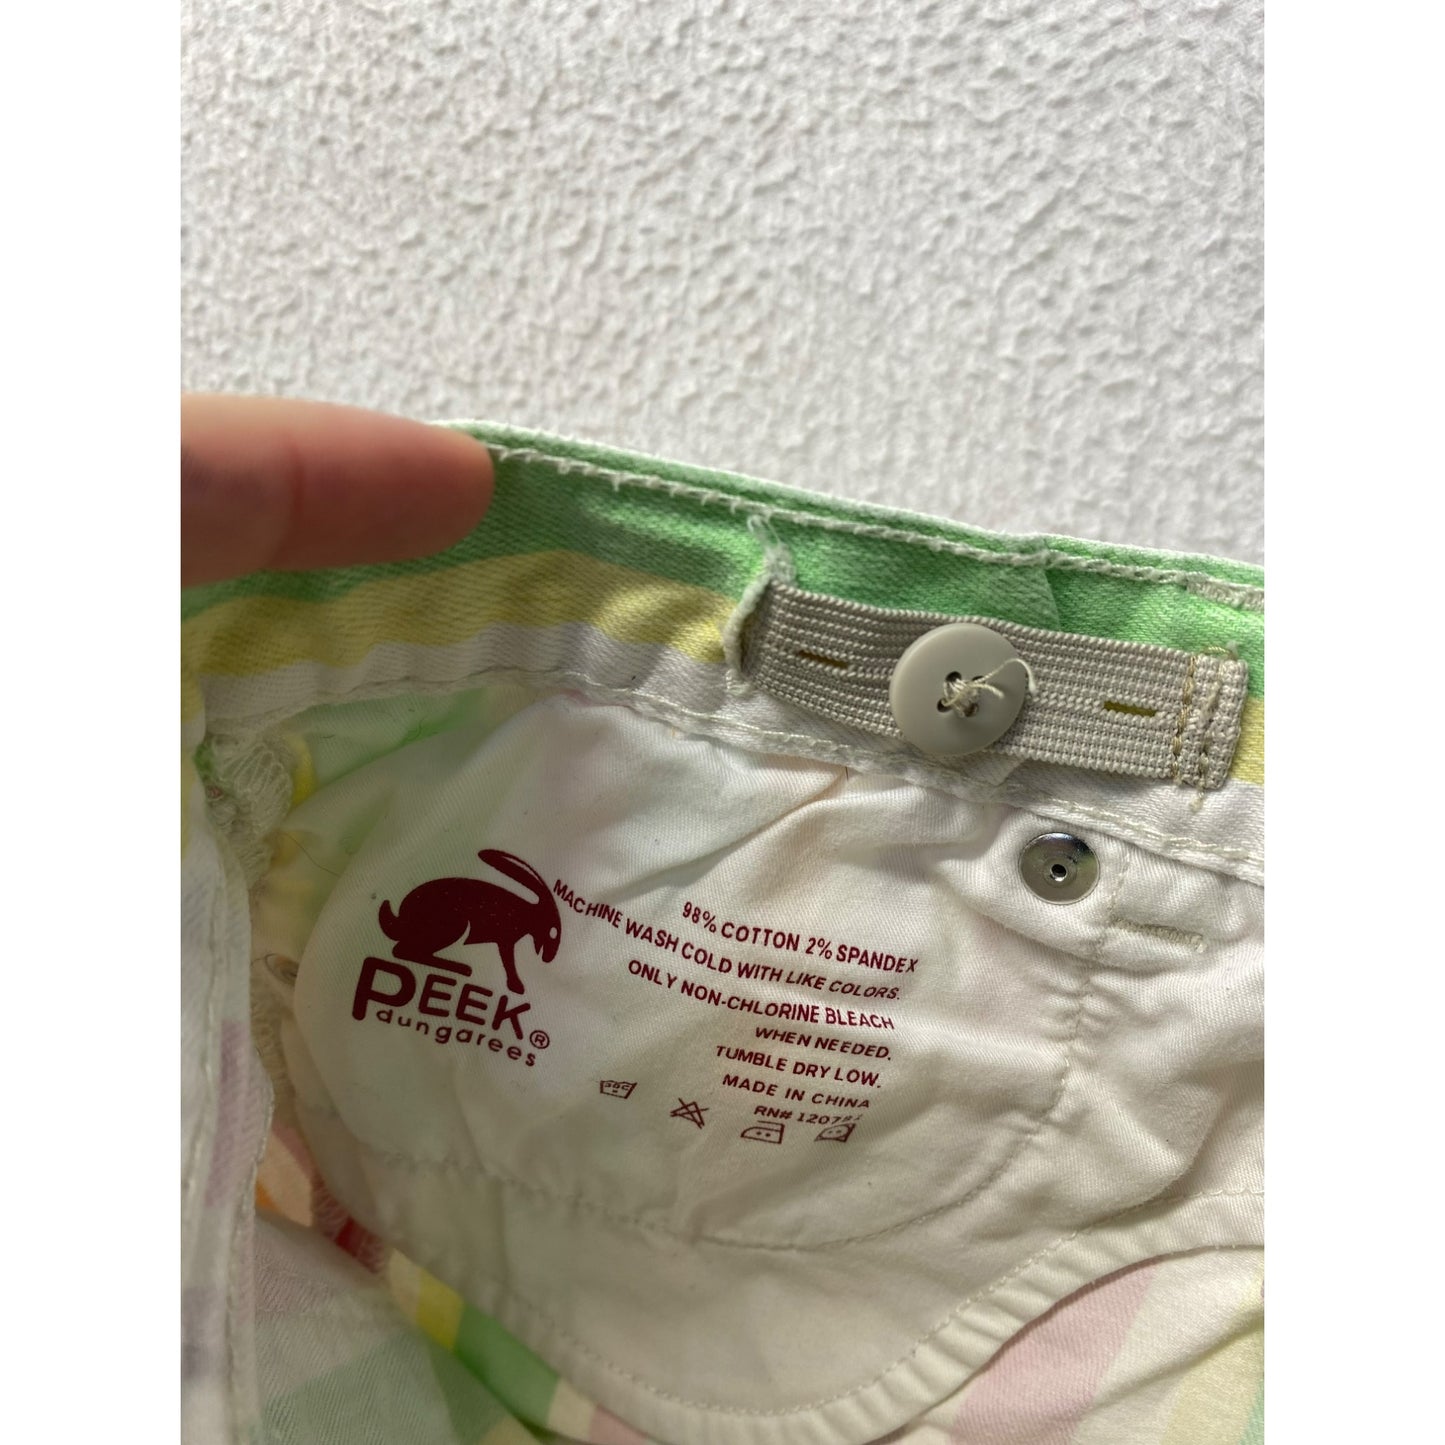 PEEK®
dungarees
98% COTTON 2% SPANDEX
MACHINE WASH COLD WITH LIKE COLORS.
ONLY NON-CHLORINE BLEACH
WHEN NEEDED.
TUMBLE DRY LOW.
MADE IN CHINA
RN#